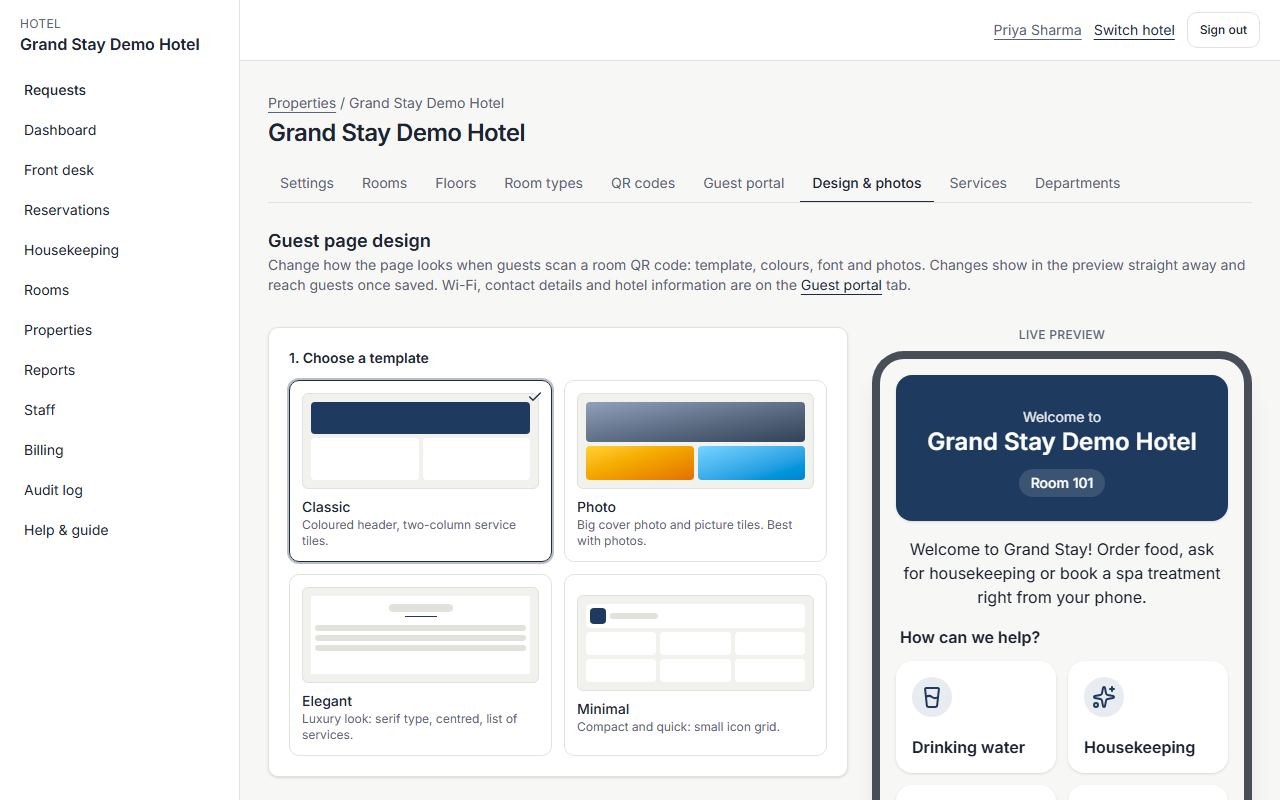 HOTEL
Grand Stay Demo Hotel
Requests
Dashboard
Front desk
Reservations
Housekeeping
Rooms
Properties
Reports
Staff
Billing
Audit log
Help & guide
Priya Sharma
Switch hotel
Sign out
Properties / Grand Stay Demo Hotel
Grand Stay Demo Hotel
Settings
Rooms
Floors
Room types
QR codes
Guest portal
Design & photos
Services
Departments
Guest page design
Change how the page looks when guests scan a room QR code: template, colours, font and photos. Changes show in the preview straight away and
reach guests once saved. Wi-Fi, contact details and hotel information are on the Guest portal tab.
1. Choose a template
Classic
Coloured header, two-column service
tiles.
Photo
Big cover photo and picture tiles. Best
with photos.
Elegant
Luxury look: serif type, centred, list of
services.
Minimal
Compact and quick: small icon grid.
LIVE PREVIEW
Welcome to
Grand Stay Demo Hotel
Room 101
Welcome to Grand Stay! Order food, ask
for housekeeping or book a spa treatment
right from your phone.
How can we help?
Drinking water
Housekeeping